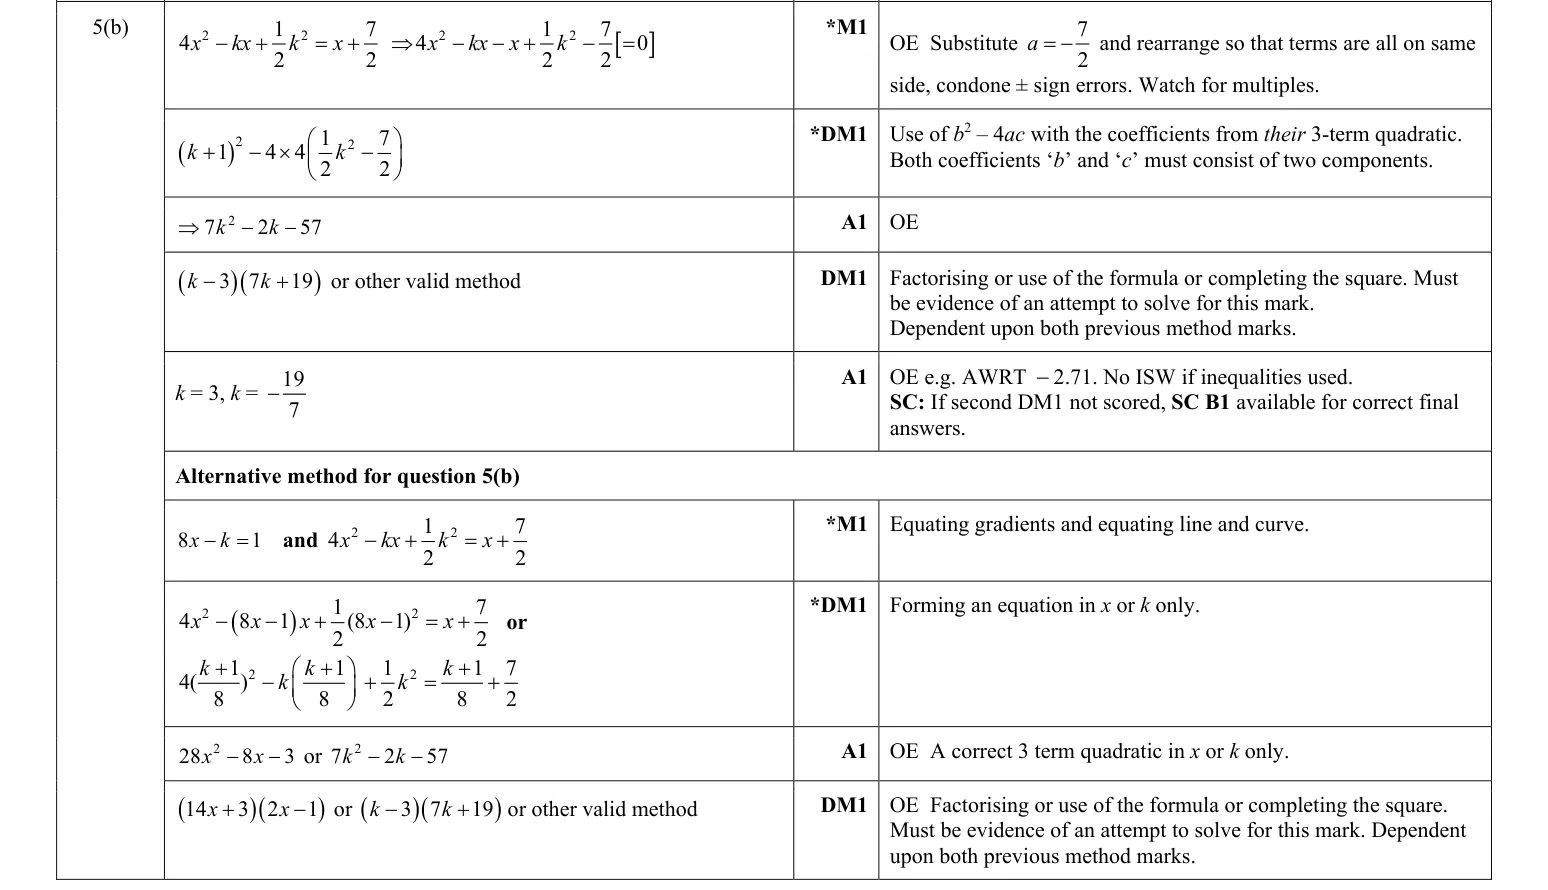 5(b)
4x² − kx + 1/2 k² = x + 7/2 ⇒ 4x² − kx − x + 1/2 k² − 7/2 [=0]
*M1
OE Substitute a = −7/2 and rearrange so that terms are all on same
side, condone ± sign errors. Watch for multiples.
(k + 1)² − 4 × 4(1/2 k² − 7/2)
*DM1
Use of b² – 4ac with the coefficients from their 3-term quadratic.
Both coefficients ‘b’ and ‘c’ must consist of two components.
⇒ 7k² − 2k − 57
A1
OE
(k − 3)(7k + 19) or other valid method
DM1
Factorising or use of the formula or completing the square. Must
be evidence of an attempt to solve for this mark.
Dependent upon both previous method marks.
k = 3, k = −19/7
A1
OE e.g. AWRT − 2.71. No ISW if inequalities used.
SC: If second DM1 not scored, SC B1 available for correct final
answers.
Alternative method for question 5(b)
8x − k = 1 and 4x² − kx + 1/2 k² = x + 7/2
*M1
Equating gradients and equating line and curve.
4x² − (8x − 1)x + 1/2 (8x − 1)² = x + 7/2 or
4((k + 1)/8)² − k((k + 1)/8) + 1/2 k² = (k + 1)/8 + 7/2
*DM1
Forming an equation in x or k only.
28x² − 8x − 3 or 7k² − 2k − 57
A1
OE A correct 3 term quadratic in x or k only.
(14x + 3)(2x − 1) or (k − 3)(7k + 19) or other valid method
DM1
OE Factorising or use of the formula or completing the square.
Must be evidence of an attempt to solve for this mark. Dependent
upon both previous method marks.